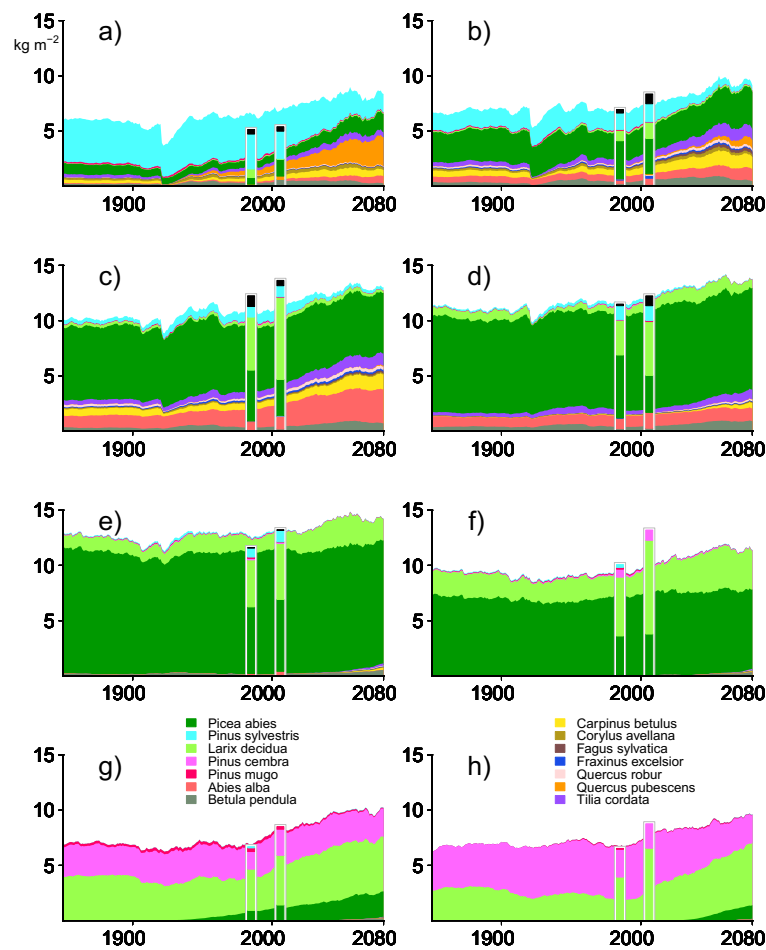 a)
15
kg m⁻²
10
5
1900
2000
2080
b)
15
10
5
1900
2000
2080
c)
15
10
5
1900
2000
2080
d)
15
10
5
1900
2000
2080
e)
15
10
5
1900
2000
2080
f)
15
10
5
1900
2000
2080
Picea abies
Pinus sylvestris
Larix decidua
Pinus cembra
Pinus mugo
Abies alba
Betula pendula
Carpinus betulus
Corylus avellana
Fagus sylvatica
Fraxinus excelsior
Quercus robur
Quercus pubescens
Tilia cordata
g)
15
10
5
1900
2000
2080
h)
15
10
5
1900
2000
2080